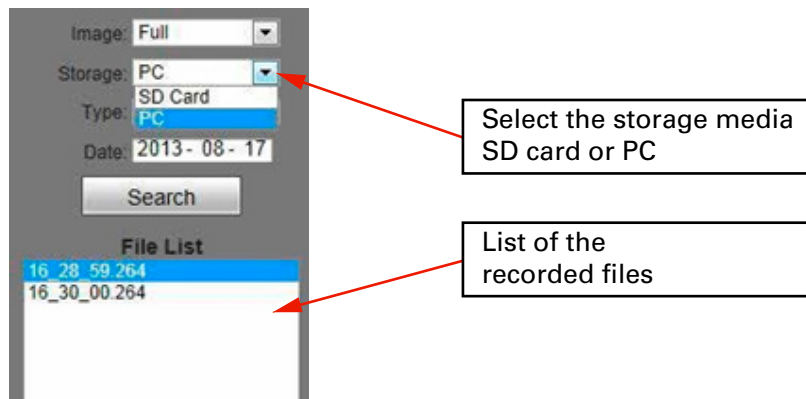 Image: Full
Storage: PC
SD Card
Type: PC
Date: 2013 - 08 - 17
Search
File List
16_28_59.264
16_30_00.264
Select the storage media
SD card or PC
List of the
recorded files